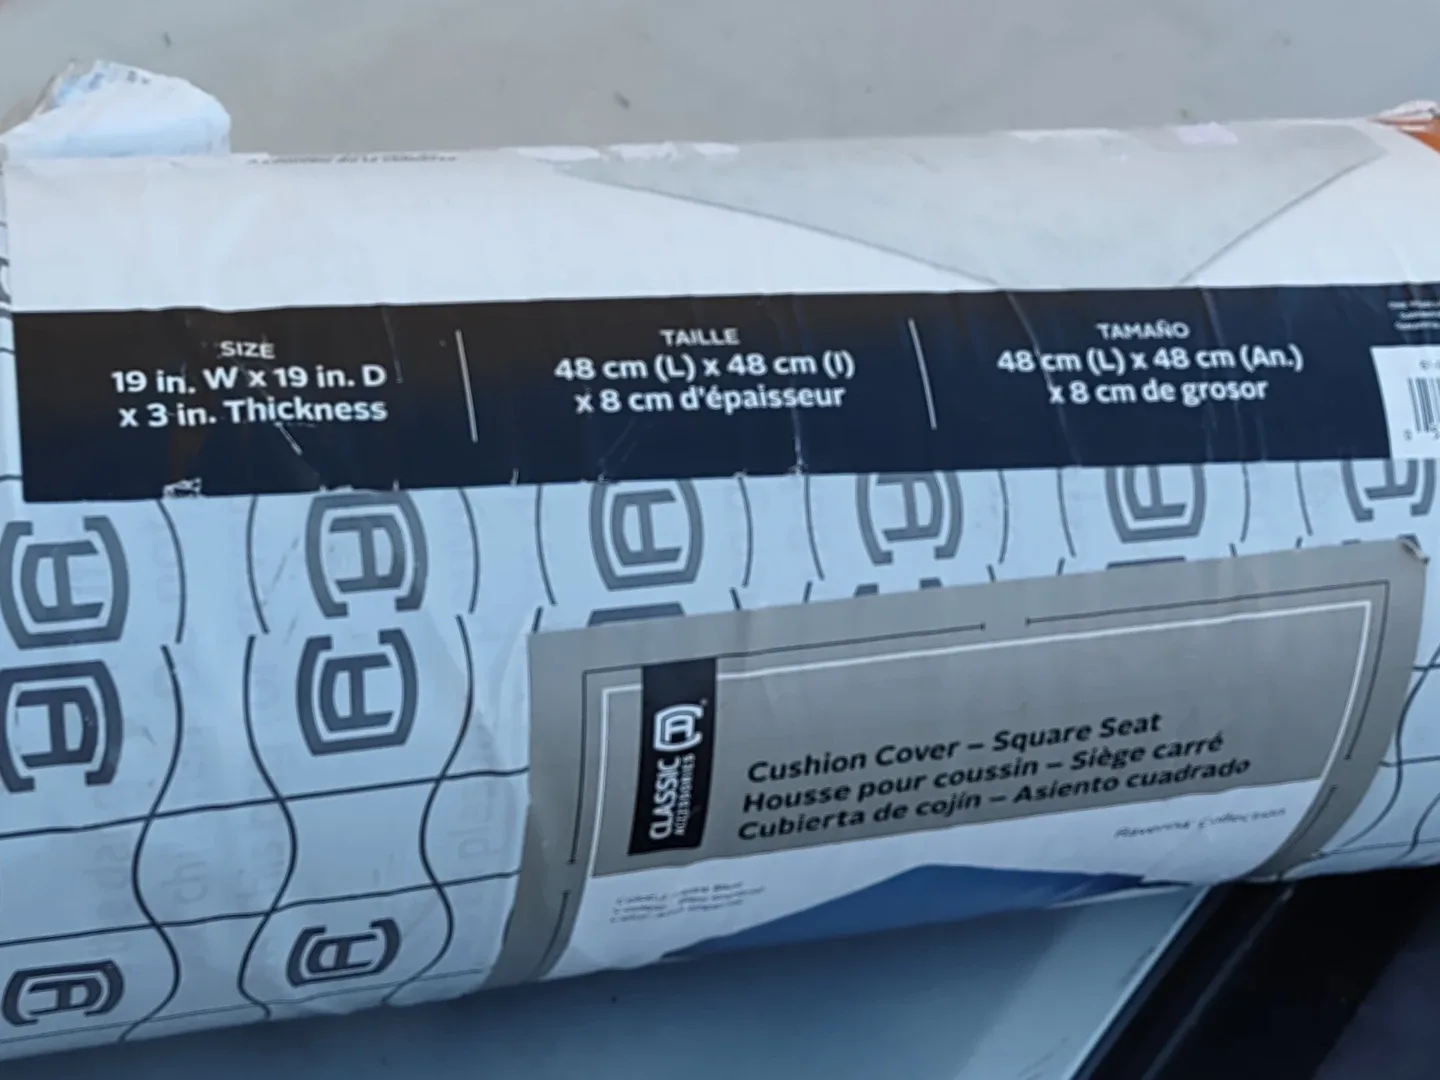 SIZE
19 in. W x 19 in. D
x 3 in. Thickness
TAILLE
48 cm (L) x 48 cm (l)
x 8 cm d'épaisseur
TAMAÑO
48 cm (L) x 48 cm (An.)
x 8 cm de grosor
CLASSIC
ACCESSORIES
Cushion Cover – Square Seat
Housse pour coussin – Siège carré
Cubierta de cojín – Asiento cuadrado
Ravenna Collection